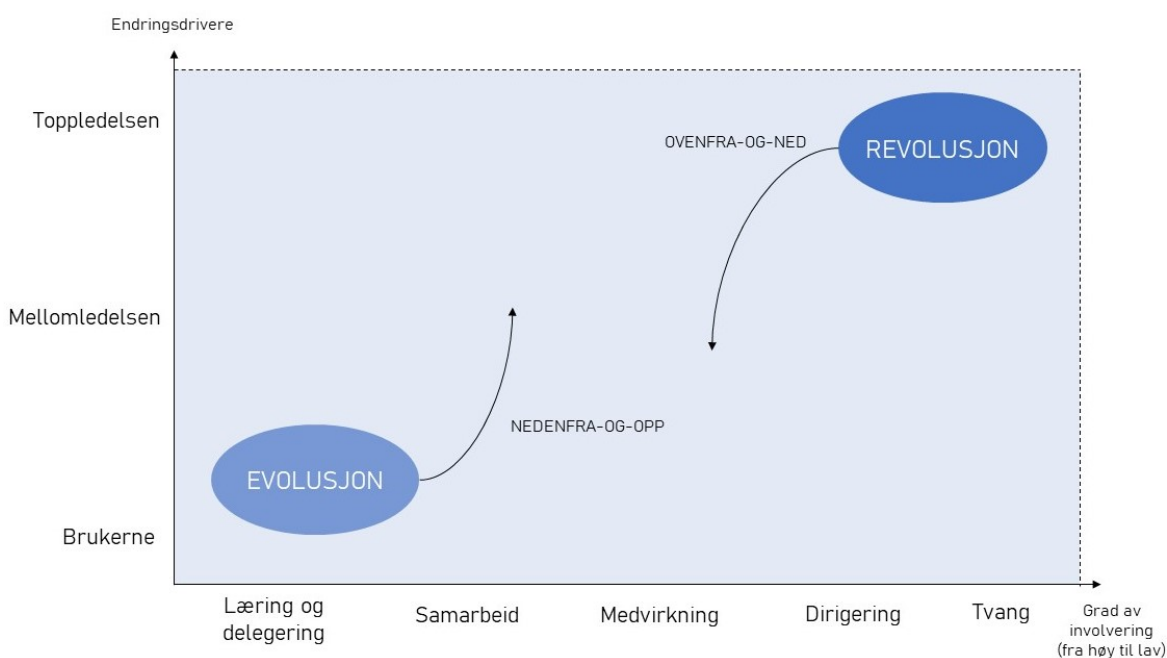 Endringsdrivere
Toppledelsen
OVENFRA-OG-NED
REVOLUSJON
Mellomledelsen
NEDENFRA-OG-OPP
EVOLUSJON
Brukerne
Læring og
delegering
Samarbeid
Medvirkning
Dirigering
Tvang
Grad av
involvering
(fra høy til lav)